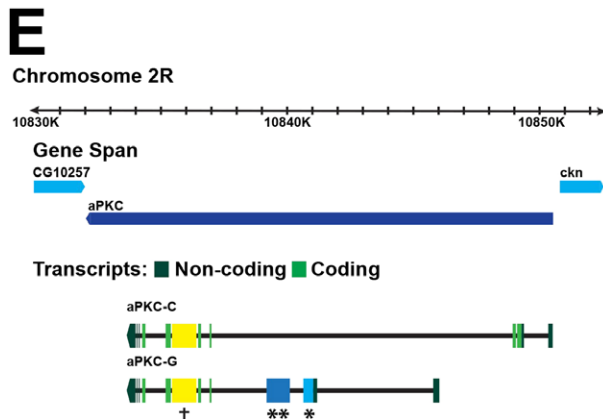 E
Chromosome 2R
10830K 10840K 10850K
Gene Span
CG10257 ckn
aPKC
Transcripts: Non-coding Coding
aPKC-C
aPKC-G
† ** *